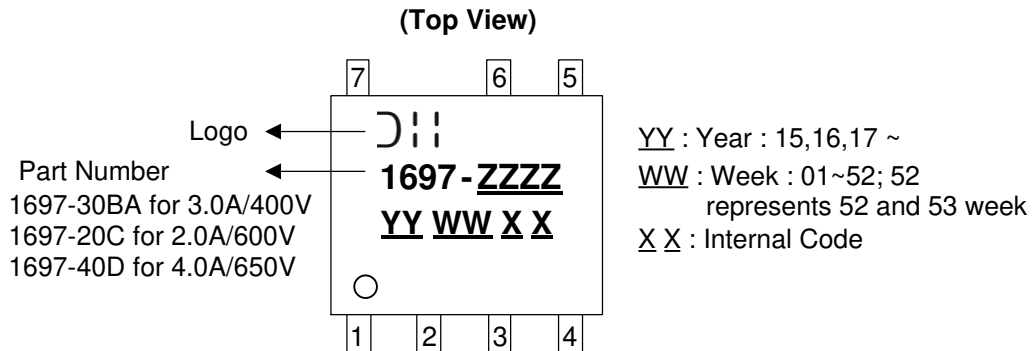 (Top View)
7 6 5
Logo
Part Number
1697-30BA for 3.0A/400V
1697-20C for 2.0A/600V
1697-40D for 4.0A/650V
1697-ZZZZ
YY WW X X
YY : Year : 15,16,17 ~
WW : Week : 01~52; 52
represents 52 and 53 week
X X : Internal Code
1 2 3 4